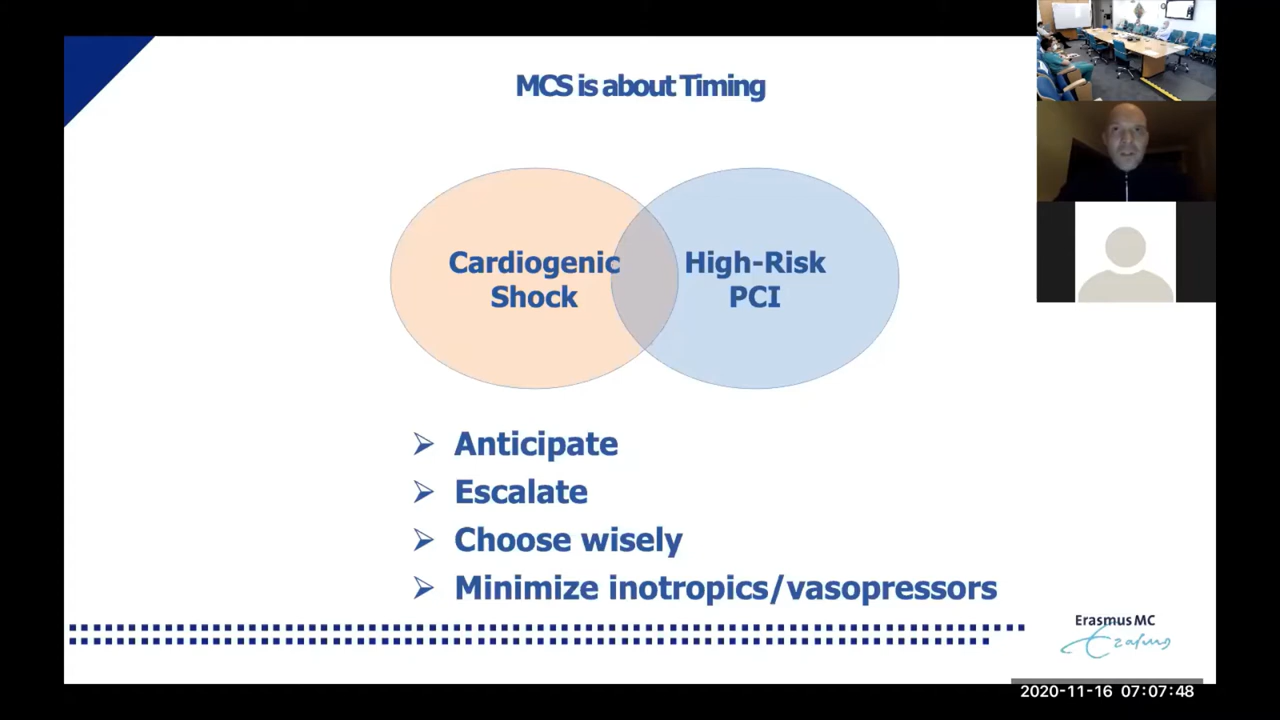 MCS is about Timing
Cardiogenic
Shock
High-Risk
PCI
Anticipate
Escalate
Choose wisely
Minimize inotropics/vasopressors
Erasmus MC
Erasmus
2020-11-16 07:07:48